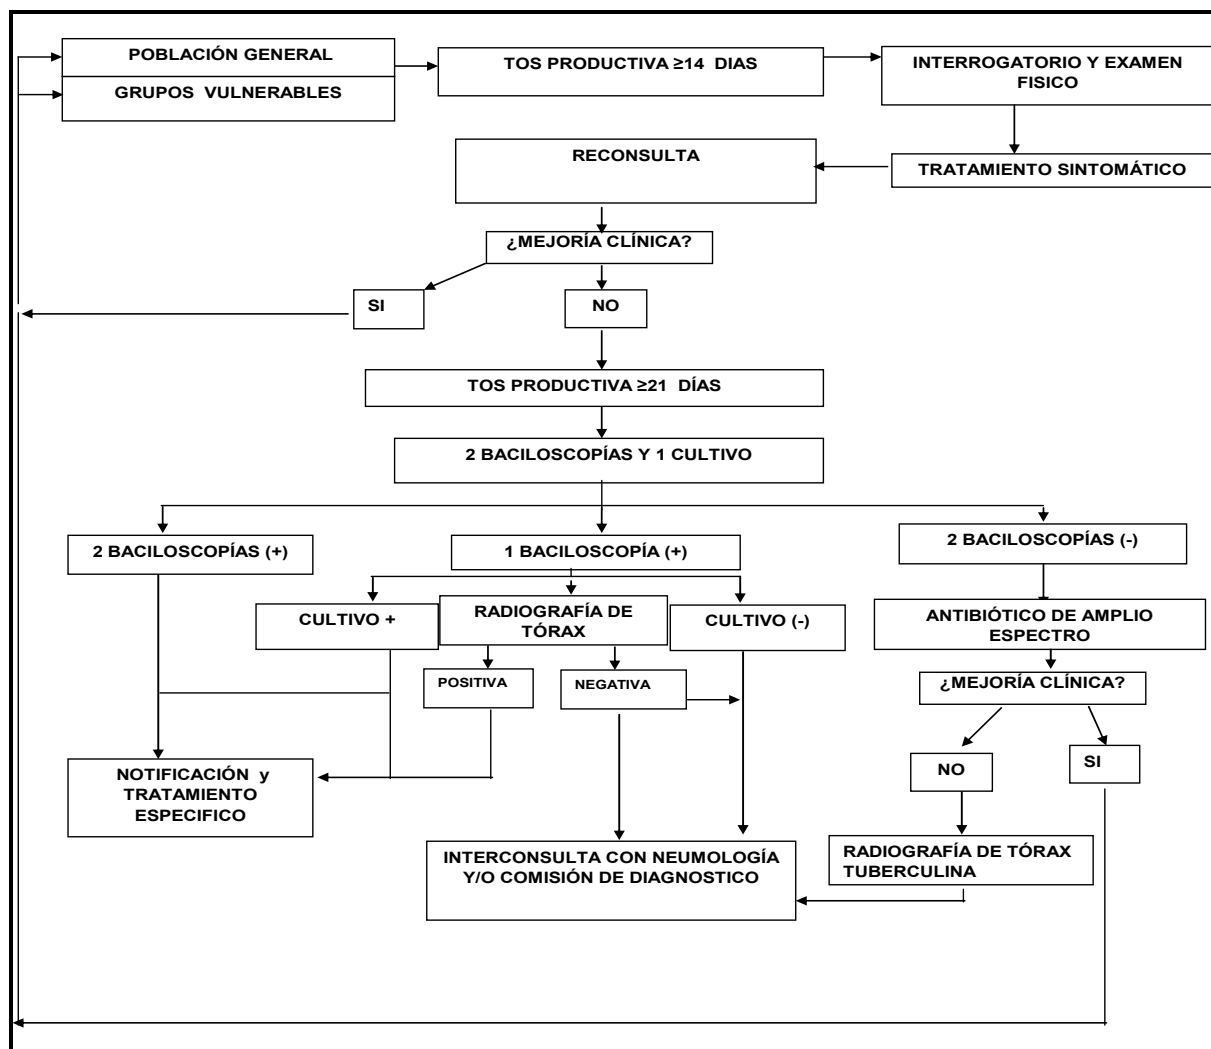 POBLACIÓN GENERAL
GRUPOS VULNERABLES
TOS PRODUCTIVA ≥14 DIAS
INTERROGATORIO Y EXAMEN
FISICO
RECONSULTA
TRATAMIENTO SINTOMÁTICO
¿MEJORÍA CLÍNICA?
SI
NO
TOS PRODUCTIVA ≥21 DÍAS
2 BACILOSCOPÍAS Y 1 CULTIVO
2 BACILOSCOPÍAS (+)
1 BACILOSCOPÍA (+)
2 BACILOSCOPÍAS (-)
CULTIVO +
RADIOGRAFÍA DE
TÓRAX
CULTIVO (-)
ANTIBIÓTICO DE AMPLIO
ESPECTRO
POSITIVA
NEGATIVA
¿MEJORÍA CLÍNICA?
NO
SI
NOTIFICACIÓN y
TRATAMIENTO
ESPECIFICO
INTERCONSULTA CON NEUMOLOGÍA
Y/O COMISIÓN DE DIAGNOSTICO
RADIOGRAFÍA DE TÓRAX
TUBERCULINA